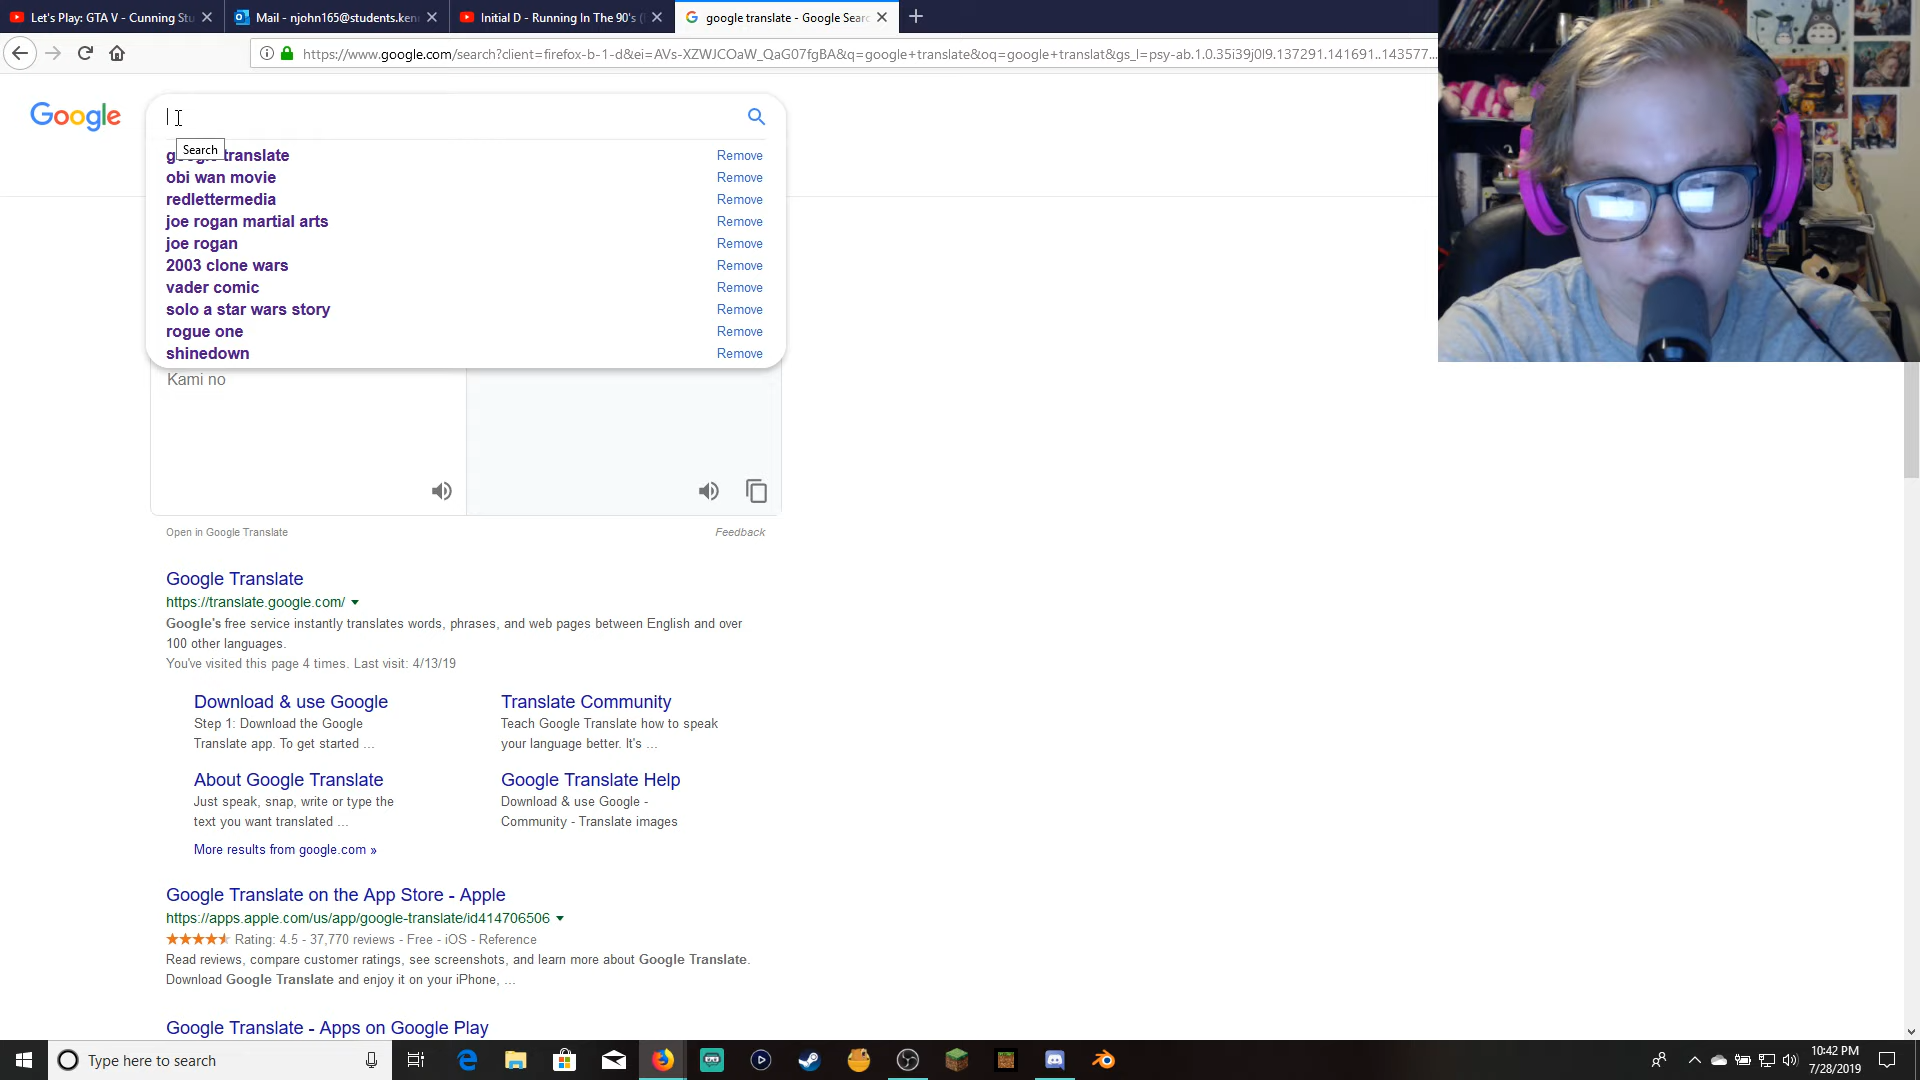 Let's Play: GTA V - Cunning Stu
Mail - njohn165@students.ken
Initial D - Running In The 90's (
google translate - Google Searc
https://www.google.com/search?client=firefox-b-1-d&ei=AVs-XZWJCOaW_QaG07fgBA&q=google+translate&oq=google+translat&gs_l=psy-ab.1.0.35i39j0l9.137291.141691..143577...
Google
Search
google translate Remove
obi wan movie Remove
redlettermedia Remove
joe rogan martial arts Remove
joe rogan Remove
2003 clone wars Remove
vader comic Remove
solo a star wars story Remove
rogue one Remove
shinedown Remove
Kami no
Open in Google Translate Feedback
Google Translate
https://translate.google.com/
Google's free service instantly translates words, phrases, and web pages between English and over
100 other languages.
You've visited this page 4 times. Last visit: 4/13/19
Download & use Google
Step 1: Download the Google
Translate app. To get started ...
Translate Community
Teach Google Translate how to speak
your language better. It's ...
About Google Translate
Just speak, snap, write or type the
text you want translated ...
Google Translate Help
Download & use Google -
Community - Translate images
More results from google.com »
Google Translate on the App Store - Apple
https://apps.apple.com/us/app/google-translate/id414706506
Rating: 4.5 - 37,770 reviews - Free - iOS - Reference
Read reviews, compare customer ratings, see screenshots, and learn more about Google Translate.
Download Google Translate and enjoy it on your iPhone, ...
Google Translate - Apps on Google Play
Type here to search
10:42 PM
7/28/2019